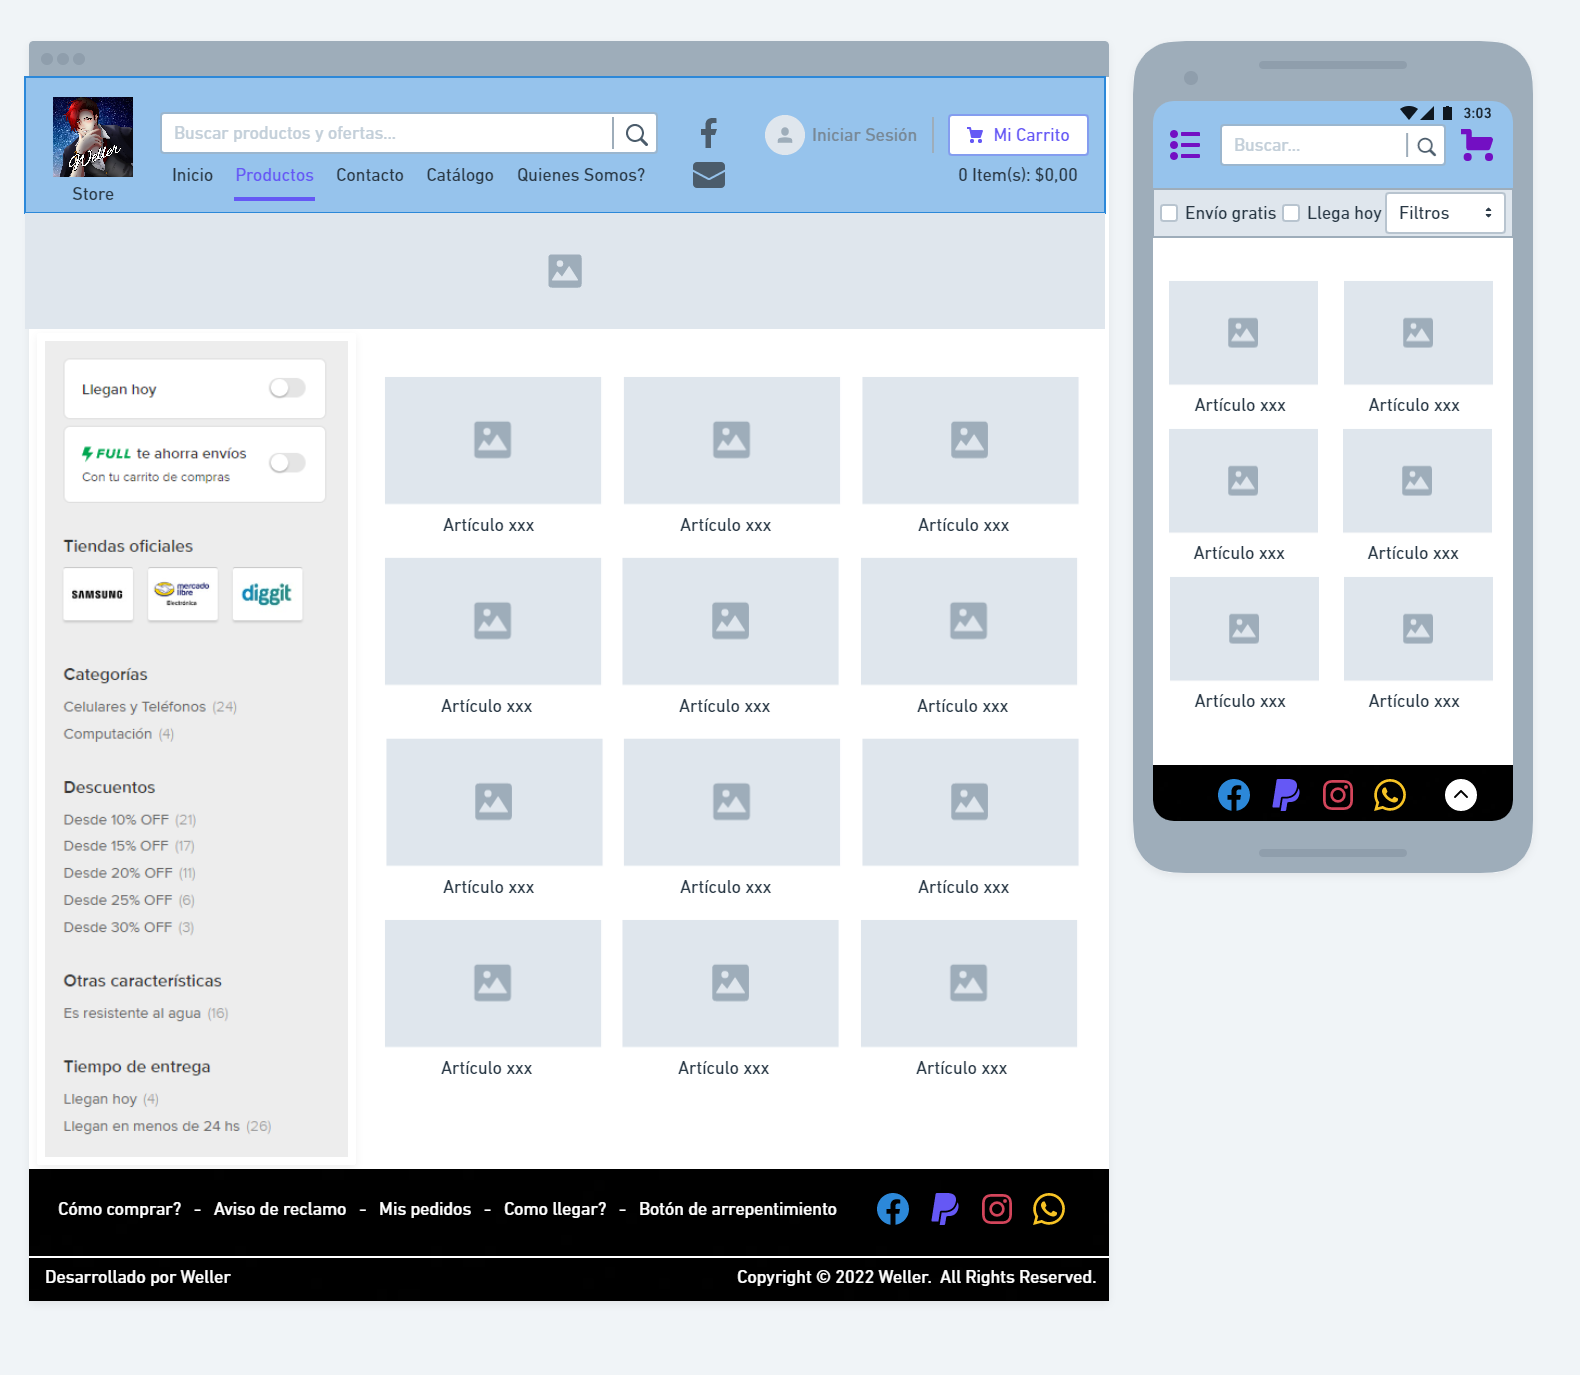 Weller
Store
Buscar productos y ofertas...
Iniciar Sesión
Mi Carrito
Inicio Productos Contacto Catálogo Quienes Somos?
0 Item(s): $0,00
Llegan hoy
FULL te ahorra envíos
Con tu carrito de compras
Tiendas oficiales
SAMSUNG
mercado
libre
Electrónica
diggit
Categorías
Celulares y Teléfonos (24)
Computación (4)
Descuentos
Desde 10% OFF (21)
Desde 15% OFF (17)
Desde 20% OFF (11)
Desde 25% OFF (6)
Desde 30% OFF (3)
Otras características
Es resistente al agua (16)
Tiempo de entrega
Llegan hoy (4)
Llegan en menos de 24 hs (26)
Artículo xxx Artículo xxx Artículo xxx
Artículo xxx Artículo xxx Artículo xxx
Artículo xxx Artículo xxx Artículo xxx
Artículo xxx Artículo xxx Artículo xxx
Cómo comprar? - Aviso de reclamo - Mis pedidos - Como llegar? - Botón de arrepentimiento
Desarrollado por Weller
Copyright © 2022 Weller. All Rights Reserved.
3:03
Buscar...
Envío gratis Llega hoy Filtros
Artículo xxx Artículo xxx
Artículo xxx Artículo xxx
Artículo xxx Artículo xxx